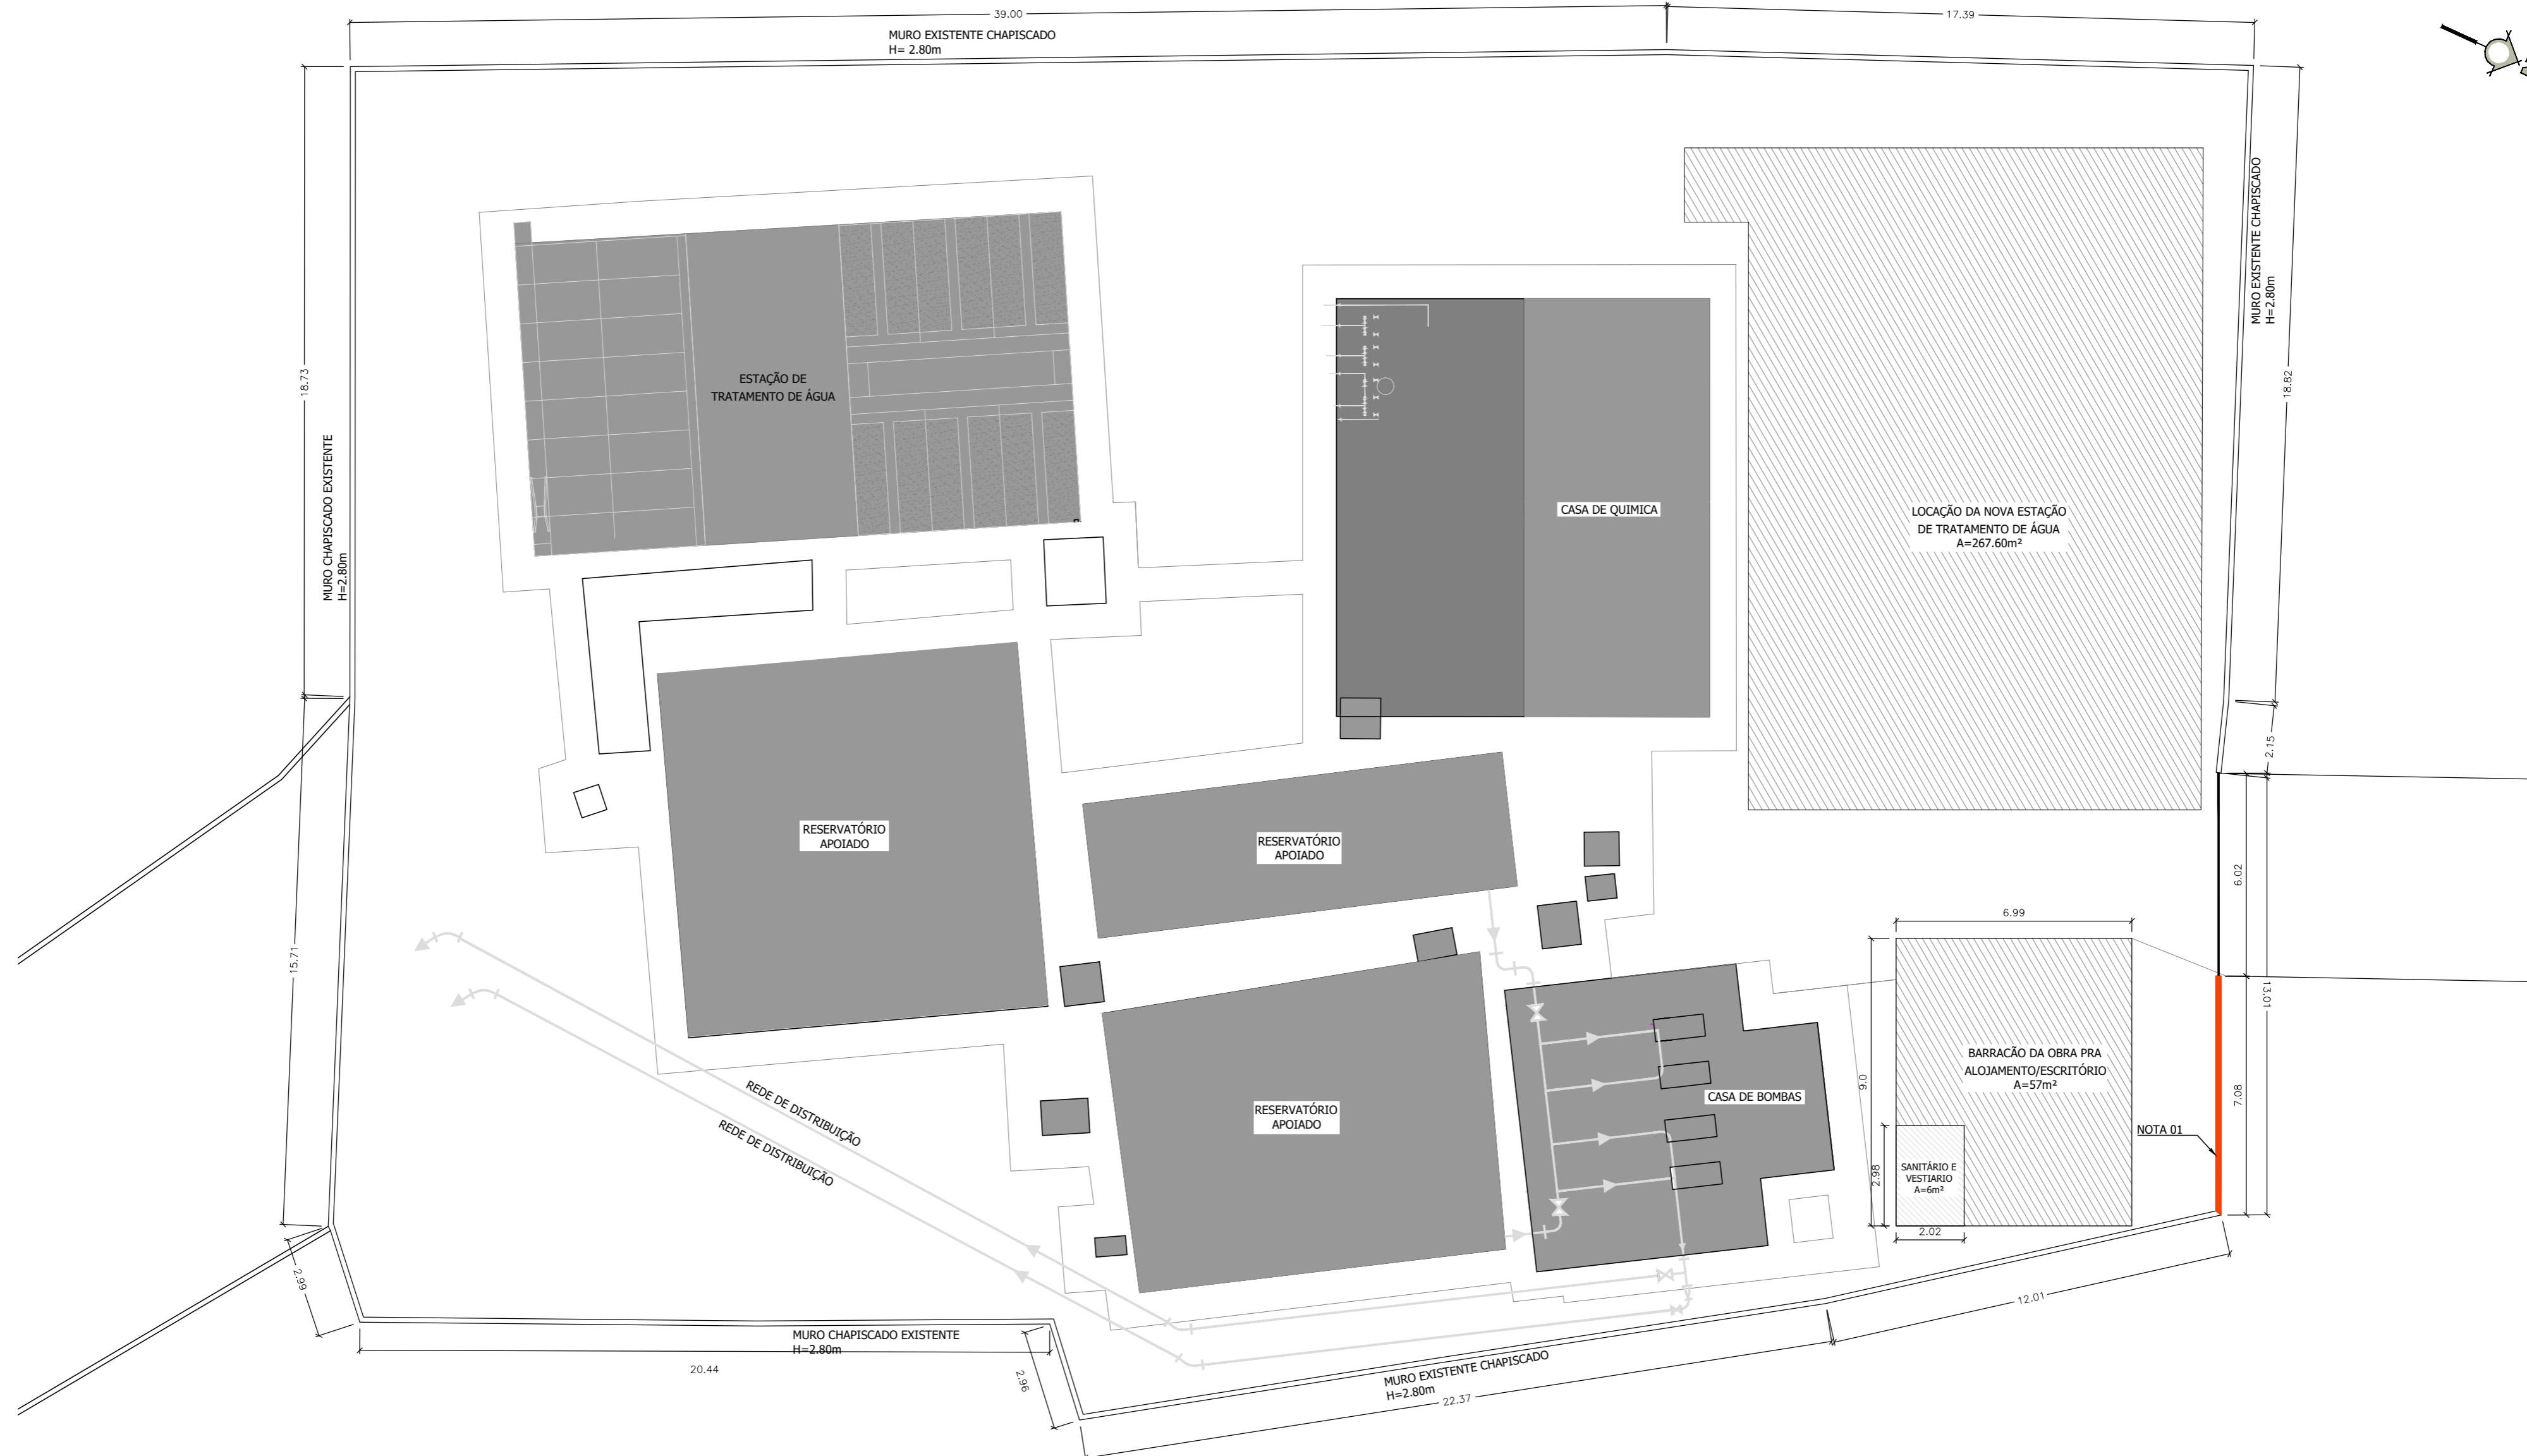 39.00
17.39
MURO EXISTENTE CHAPISCADO
H= 2.80m
MURO EXISTENTE CHAPISCADO
H=2.80m
18.73
18.82
ESTAÇÃO DE
TRATAMENTO DE ÁGUA
MURO CHAPISCADO EXISTENTE
H=2.80m
CASA DE QUIMICA
LOCAÇÃO DA NOVA ESTAÇÃO
DE TRATAMENTO DE ÁGUA
A=267.60m²
2.15
RESERVATÓRIO
APOIADO
RESERVATÓRIO
APOIADO
6.02
6.99
15.71
13.01
9.0
BARRACÃO DA OBRA PRA
ALOJAMENTO/ESCRITÓRIO
A=57m²
7.08
CASA DE BOMBAS
RESERVATÓRIO
APOIADO
REDE DE DISTRIBUIÇÃO
REDE DE DISTRIBUIÇÃO
NOTA 01
2.98
SANITÁRIO E
VESTIARIO
A=6m²
2.02
2.99
12.01
MURO CHAPISCADO EXISTENTE
H=2.80m
20.44
2.96
MURO EXISTENTE CHAPISCADO
H=2.80m
22.37